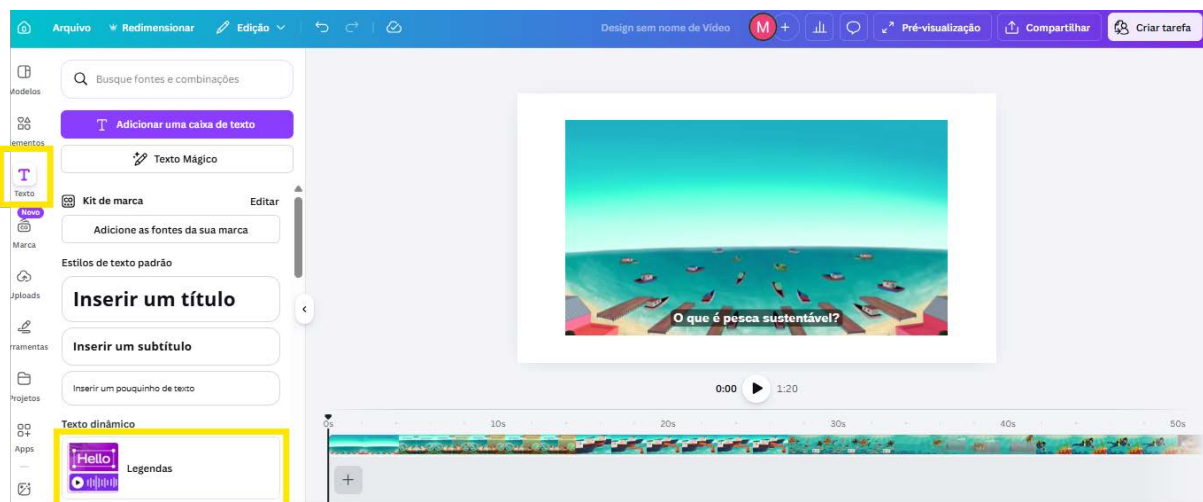 Arquivo Redimensionar Edição Design sem nome de Vídeo M + Pré-visualização Compartilhar Criar tarefa
Modelos
Busque fontes e combinações
Adicionar uma caixa de texto
ementos
Texto Mágico
T
Texto
Kit de marca Editar
Novo
Adicione as fontes da sua marca
Marca
Estilos de texto padrão
Uploads
Inserir um título
O que é pesca sustentável?
rramentas
Inserir um subtítulo
Projetos
Inserir um pouquinho de texto
0:00 1:20
Texto dinâmico
0s 10s 20s 30s 40s 50s
Apps
Hello
Legendas